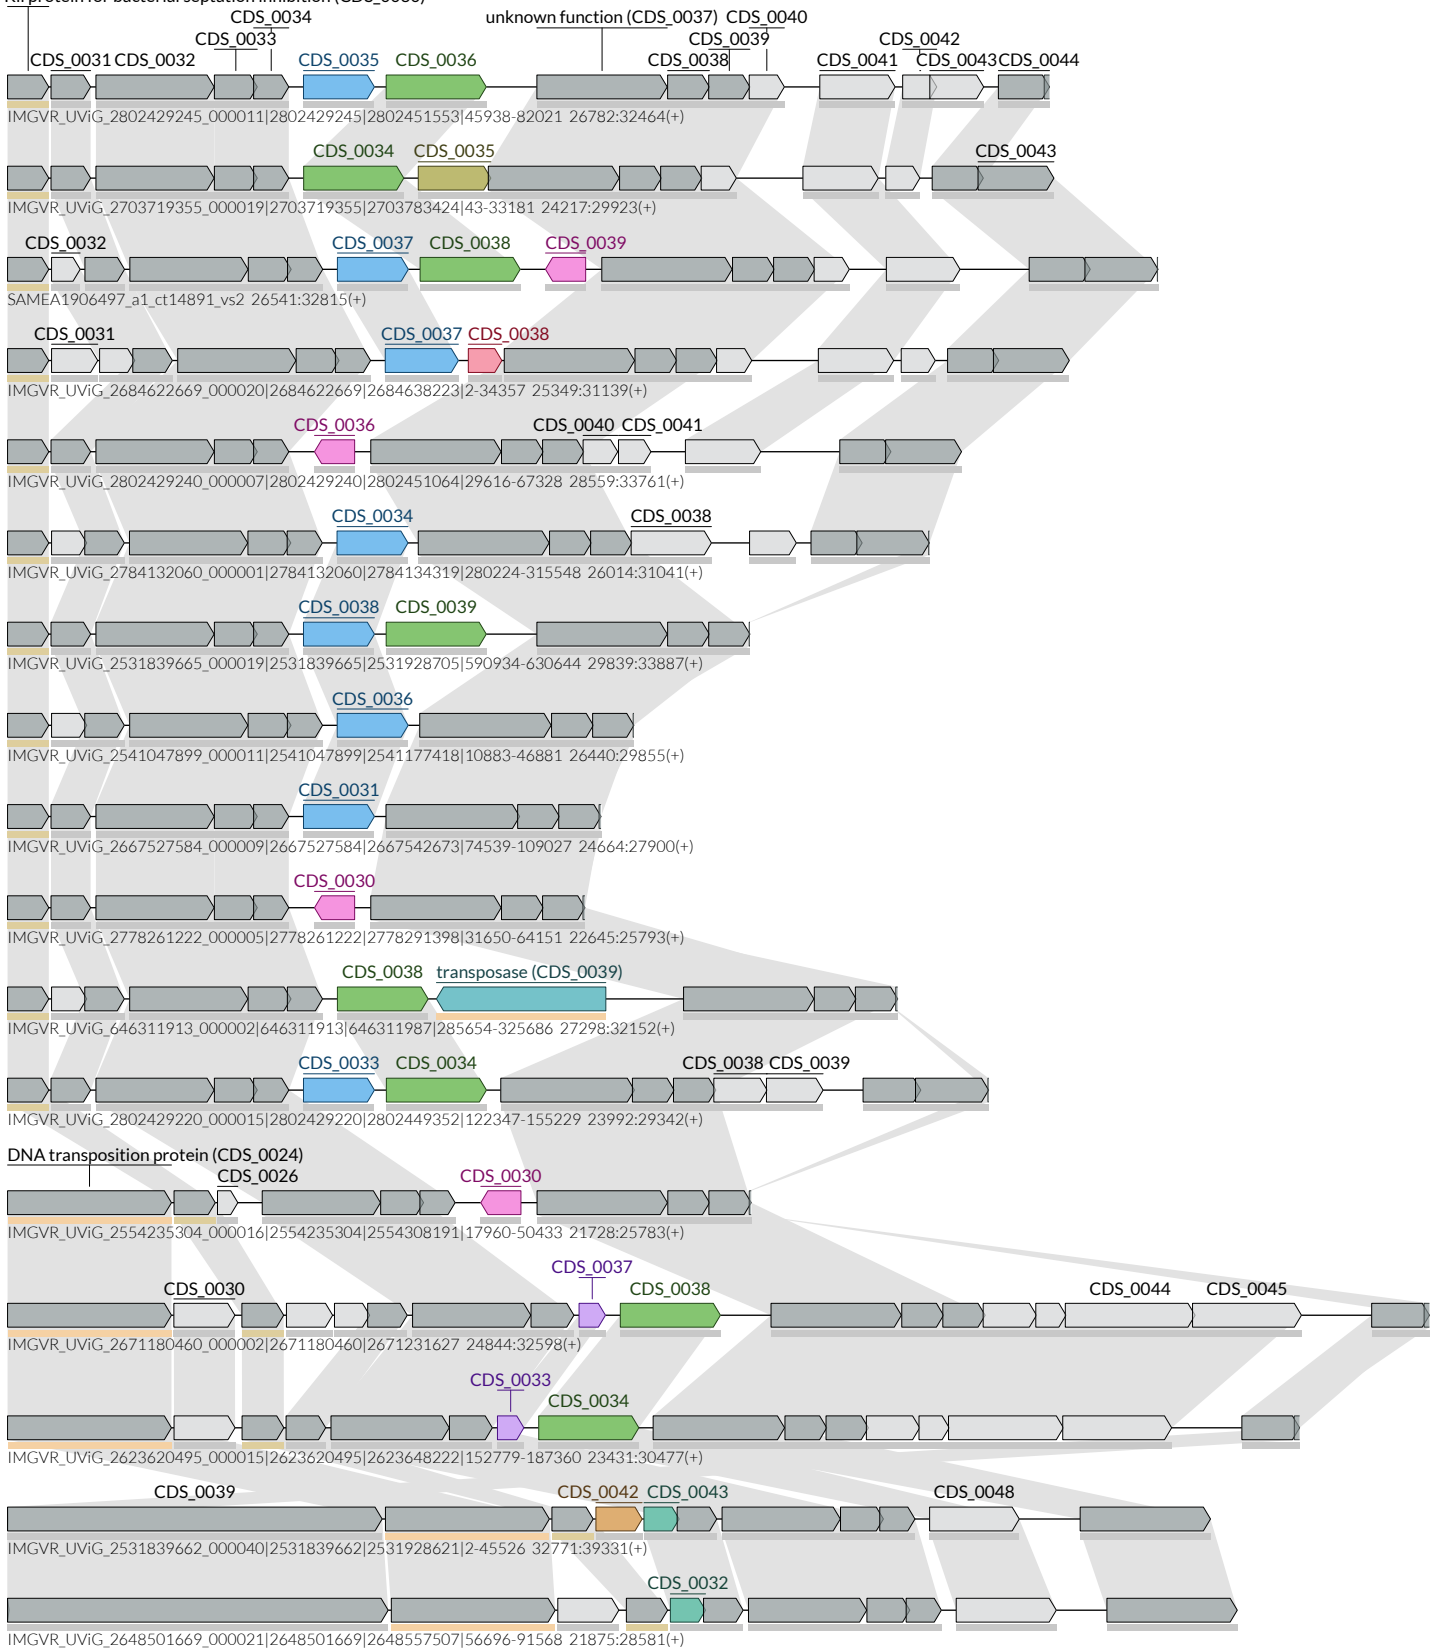 Kil protein for bacterial septation inhibition (CDS_0030)
CDS_0034
unknown function (CDS_0037) CDS_0040
CDS_0033 CDS_0039 CDS_0042
CDS_0031 CDS_0032 CDS_0035 CDS_0036 CDS_0038 CDS_0041 CDS_0043 CDS_0044
IMGVR_UViG_2802429245_000011|2802429245|2802451553|45938-82021 26782:32464(+)
CDS_0034 CDS_0035 CDS_0043
IMGVR_UViG_2703719355_000019|2703719355|2703783424|43-33181 24217:29923(+)
CDS_0032 CDS_0037 CDS_0038 CDS_0039
SAMEA1906497_a1_ct14891_vs2 26541:32815(+)
CDS_0031 CDS_0037 CDS_0038
IMGVR_UViG_2684622669_000020|2684622669|2684638223|2-34357 25349:31139(+)
CDS_0036 CDS_0040 CDS_0041
IMGVR_UViG_2802429240_000007|2802429240|2802451064|29616-67328 28559:33761(+)
CDS_0034 CDS_0038
IMGVR_UViG_2784132060_000001|2784132060|2784134319|280224-315548 26014:31041(+)
CDS_0038 CDS_0039
IMGVR_UViG_2531839665_000019|2531839665|2531928705|590934-630644 29839:33887(+)
CDS_0036
IMGVR_UViG_2541047899_000011|2541047899|2541177418|10883-46881 26440:29855(+)
CDS_0031
IMGVR_UViG_2667527584_000009|2667527584|2667542673|74539-109027 24664:27900(+)
CDS_0030
IMGVR_UViG_2778261222_000005|2778261222|2778291398|31650-64151 22645:25793(+)
CDS_0038 transposase (CDS_0039)
IMGVR_UViG_646311913_000002|646311913|646311987|285654-325686 27298:32152(+)
CDS_0033 CDS_0034 CDS_0038 CDS_0039
IMGVR_UViG_2802429220_000015|2802429220|2802449352|122347-155229 23992:29342(+)
DNA transposition protein (CDS_0024)
CDS_0026 CDS_0030
IMGVR_UViG_2554235304_000016|2554235304|2554308191|17960-50433 21728:25783(+)
CDS_0037
CDS_0030 CDS_0038 CDS_0044 CDS_0045
IMGVR_UViG_2671180460_000002|2671180460|2671231627 24844:32598(+)
CDS_0033
CDS_0034
IMGVR_UViG_2623620495_000015|2623620495|2623648222|152779-187360 23431:30477(+)
CDS_0039 CDS_0042 CDS_0043 CDS_0048
IMGVR_UViG_2531839662_000040|2531839662|2531928621|2-45526 32771:39331(+)
CDS_0032
IMGVR_UViG_2648501669_000021|2648501669|2648557507|56696-91568 21875:28581(+)